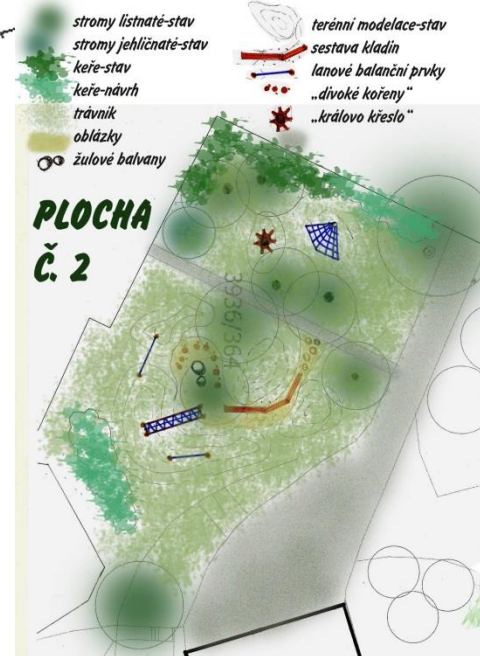 stromy listnaté-stav
stromy jehličnaté-stav
keře-stav
keře-návrh
trávník
oblázky
žulové balvany
terénní modelace-stav
sestava kladin
lanové balanční prvky
„divoké kořeny“
„královo křeslo“
PLOCHA
Č. 2
3936/364